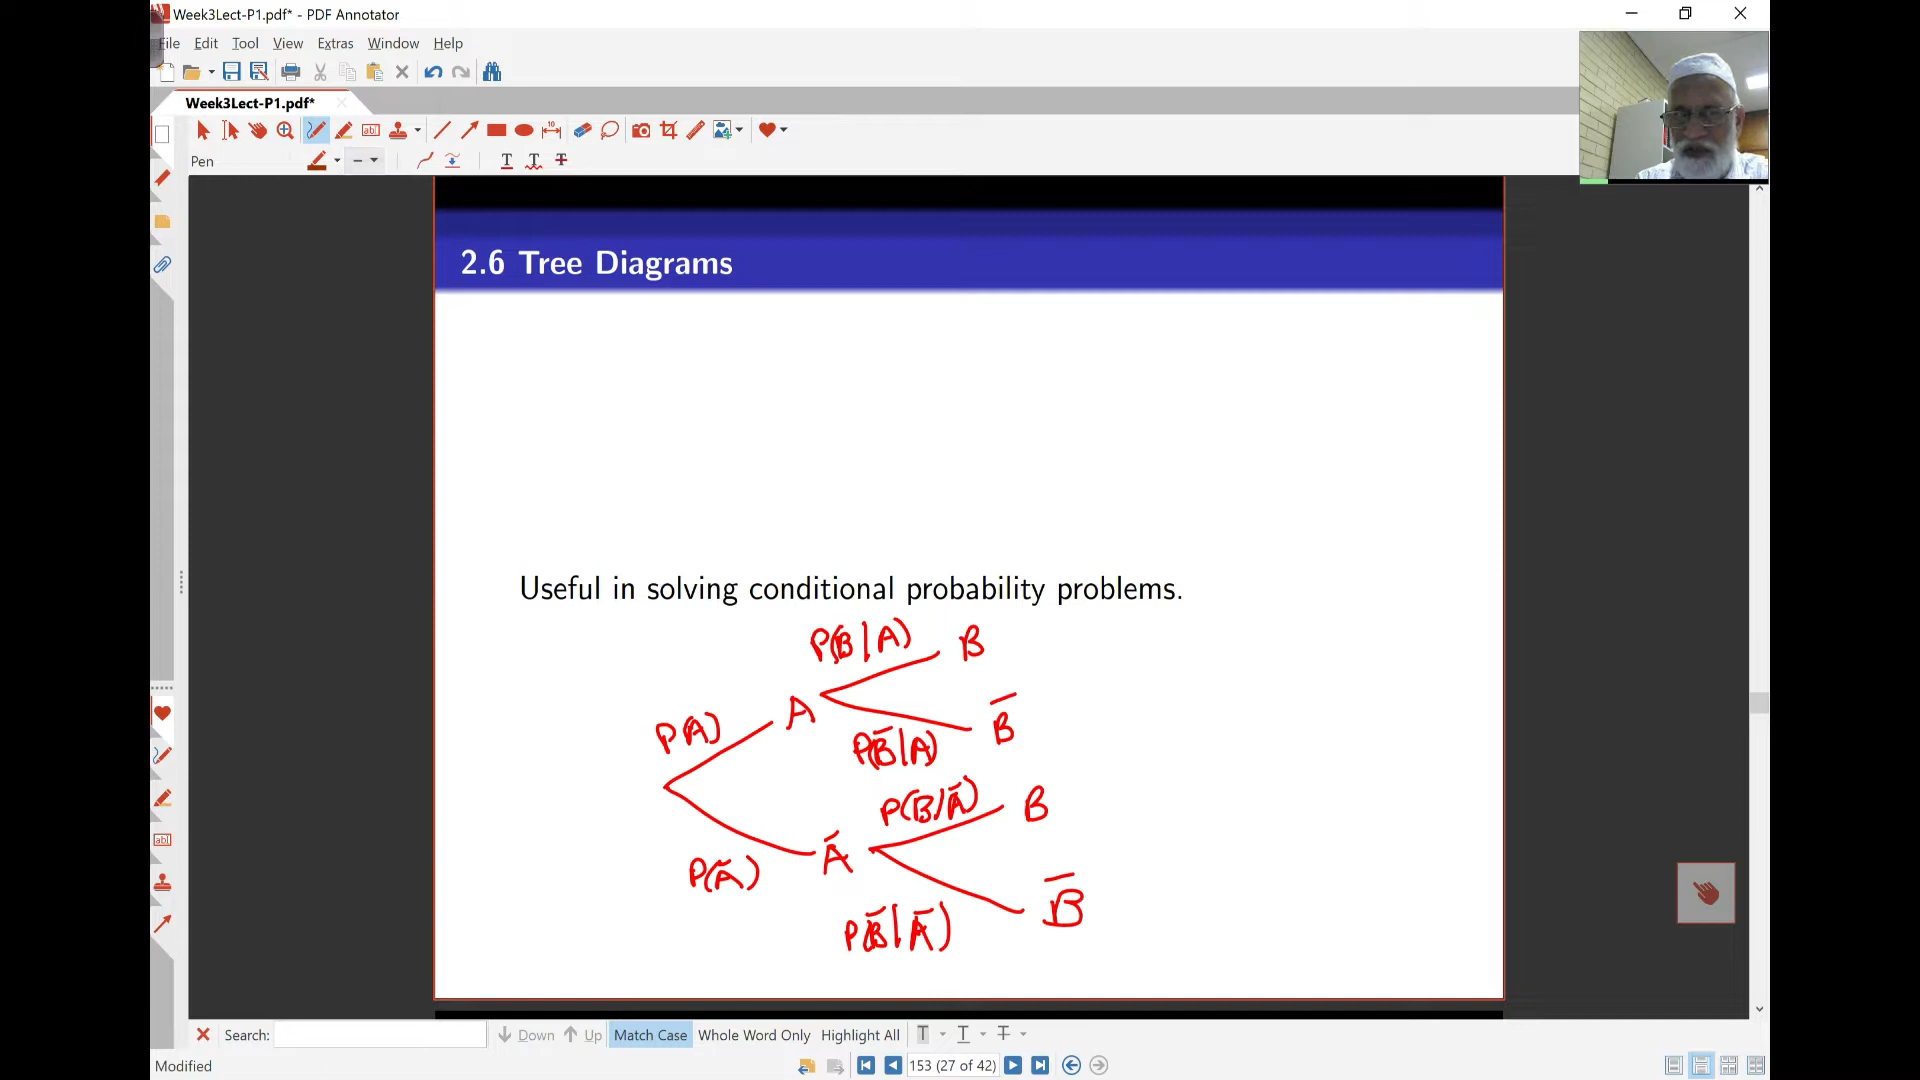 Week3Lect-P1.pdf* - PDF Annotator
File Edit Tool View Extras Window Help
Week3Lect-P1.pdf*
Pen
2.6 Tree Diagrams
Useful in solving conditional probability problems.
P(B|A) B
P(A) A
B̅
P(B̅|A)
P(B|A̅) B
P(A̅) A̅
B̅
P(B̅|A̅)
Search: Down Up Match Case Whole Word Only Highlight All
Modified 153 (27 of 42)